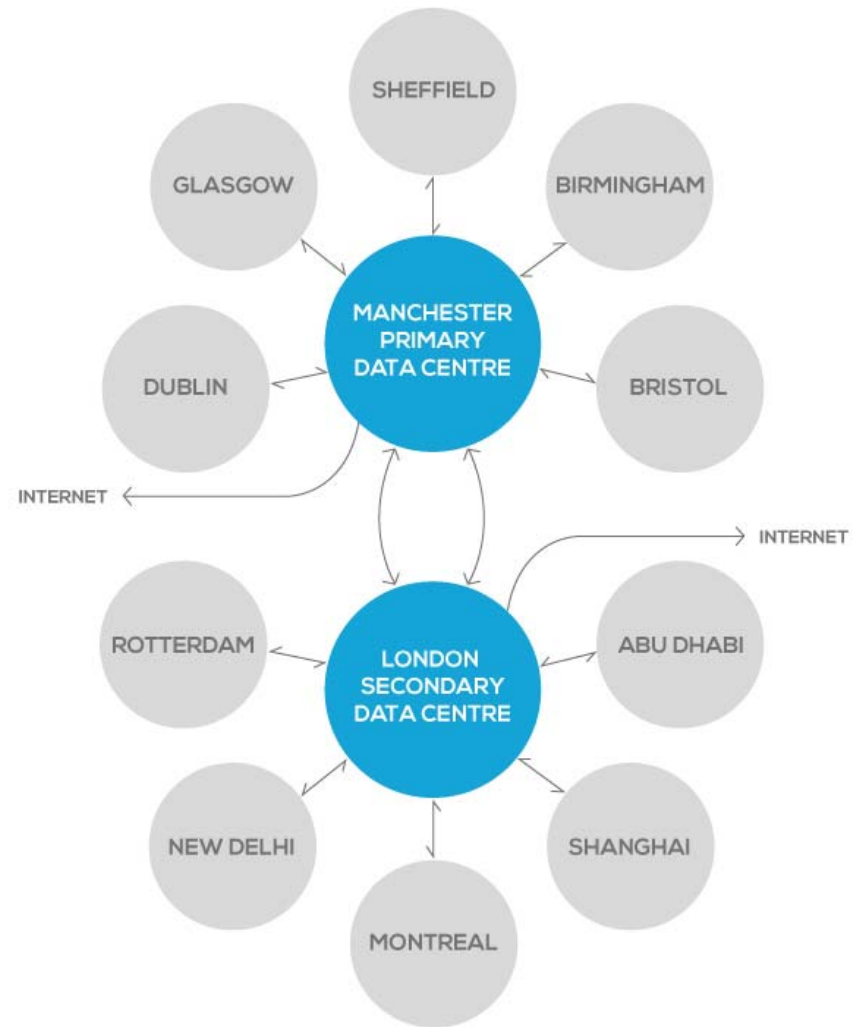 SHEFFIELD
GLASGOW
BIRMINGHAM
MANCHESTER
PRIMARY
DATA CENTRE
DUBLIN
BRISTOL
INTERNET
INTERNET
ROTTERDAM
ABU DHABI
LONDON
SECONDARY
DATA CENTRE
NEW DELHI
SHANGHAI
MONTREAL